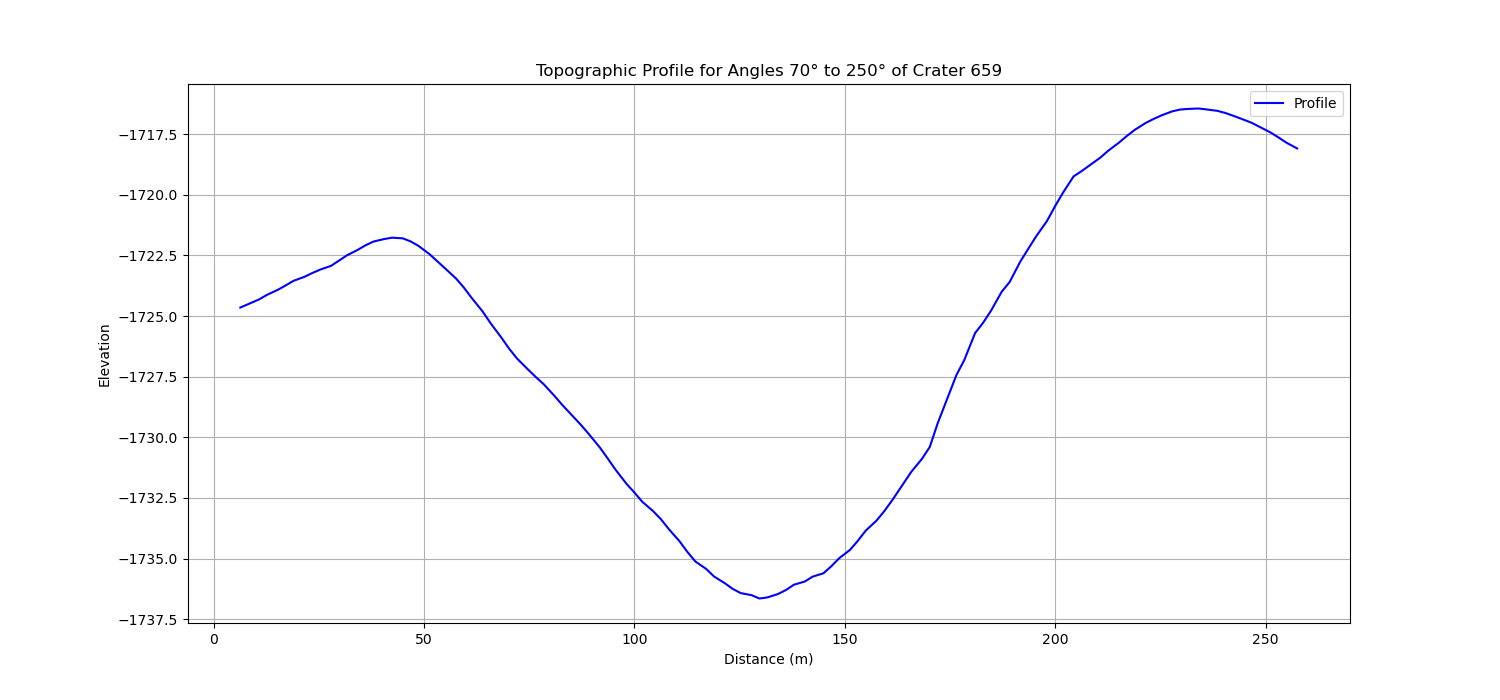 Topographic Profile for Angles 70° to 250° of Crater 659
Profile
−1717.5
−1720.0
−1722.5
−1725.0
−1727.5
−1730.0
−1732.5
−1735.0
−1737.5
Elevation
0 50 100 150 200 250
Distance (m)